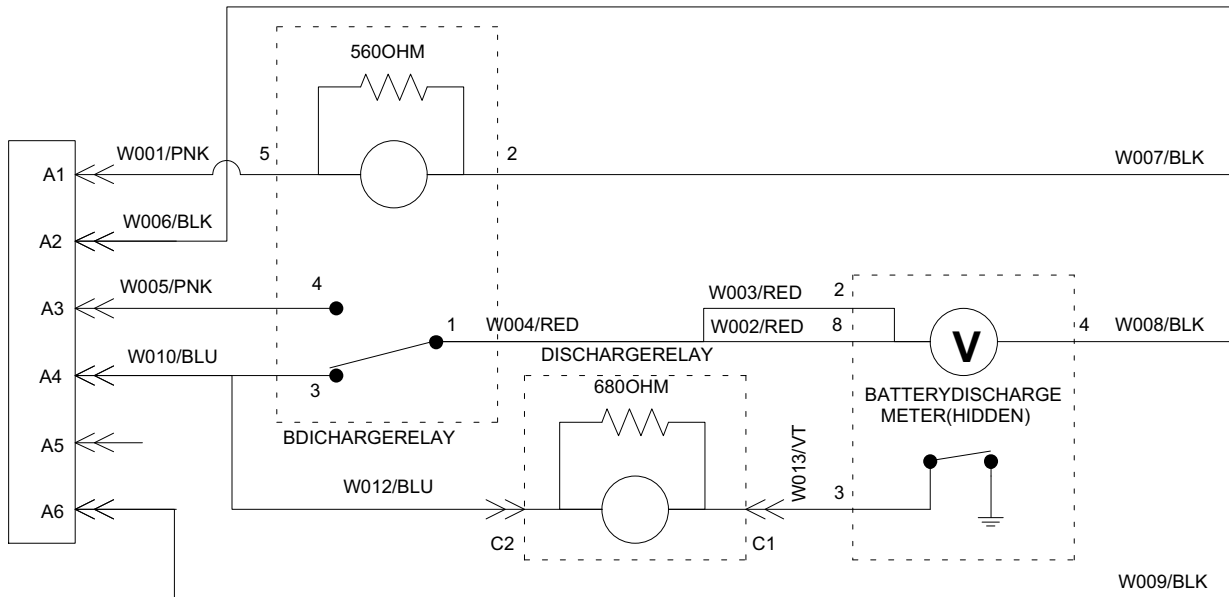 560OHM
W001/PNK
5
2
W007/BLK
A1
W006/BLK
A2
W005/PNK
4
A3
W003/RED
2
1
W004/RED
W002/RED
8
4
W008/BLK
V
W010/BLU
DISCHARGERELAY
A4
3
680OHM
BATTERYDISCHARGE
METER(HIDDEN)
BDICHARGERELAY
A5
W013/VT
W012/BLU
3
A6
C2
C1
W009/BLK